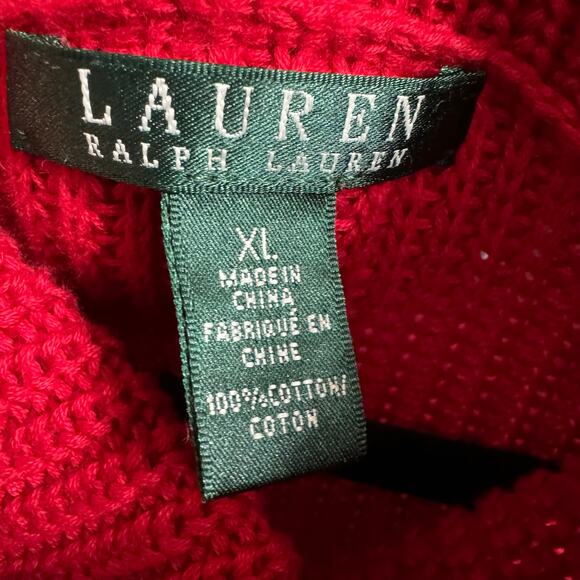 LAUREN
RALPH LAUREN
XL
MADE IN
CHINA
FABRIQUÉ EN
CHINE
100%COTTON/
COTON